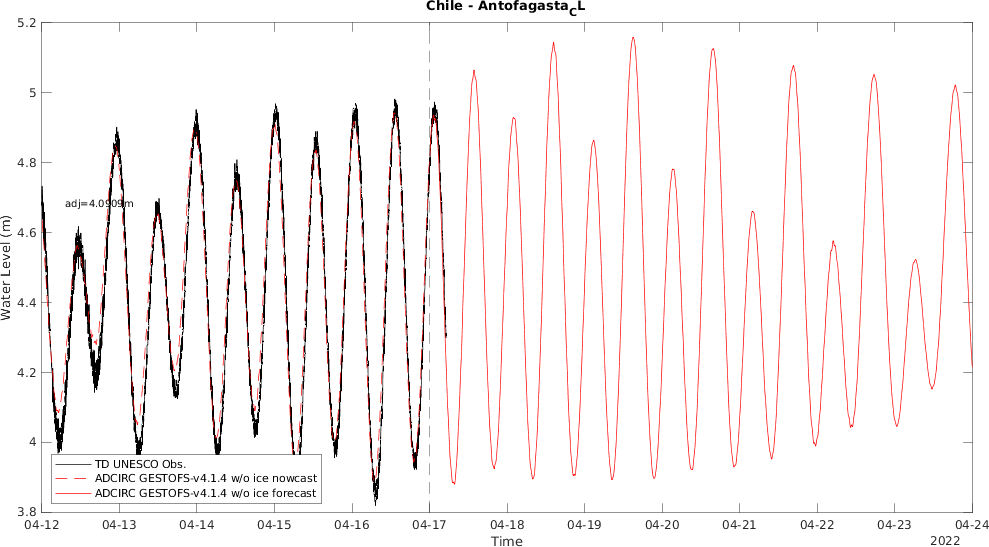 Chile - Antofagasta_CL
5.2
5
4.8
adj=4.0909m
4.6
Water Level (m)
4.4
4.2
4
TD UNESCO Obs.
ADCIRC GESTOFS-v4.1.4 w/o ice nowcast
ADCIRC GESTOFS-v4.1.4 w/o ice forecast
3.8
04-12 04-13 04-14 04-15 04-16 04-17 04-18 04-19 04-20 04-21 04-22 04-23 04-24
Time
2022